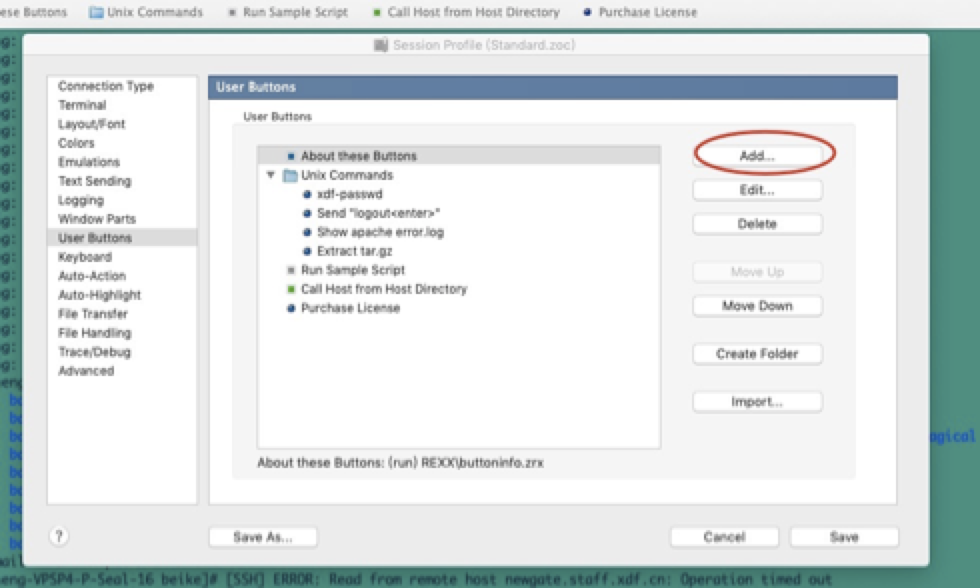 ese Buttons Unix Commands Run Sample Script Call Host from Host Directory Purchase License
Session Profile (Standard.zoc)
Connection Type
Terminal
Layout/Font
Colors
Emulations
Text Sending
Logging
Window Parts
User Buttons
Keyboard
Auto-Action
Auto-Highlight
File Transfer
File Handling
Trace/Debug
Advanced
User Buttons
User Buttons
About these Buttons
Unix Commands
xdf-passwd
Send "logout<enter>"
Show apache error.log
Extract tar.gz
Run Sample Script
Call Host from Host Directory
Purchase License
About these Buttons: (run) REXX\buttoninfo.zrx
Add...
Edit...
Delete
Move Up
Move Down
Create Folder
Import...
?
Save As...
Cancel
Save
ogical
eng-VPSP4-P-Seal-16 beike]# [SSH] ERROR: Read from remote host newgate.staff.xdf.cn: Operation timed out